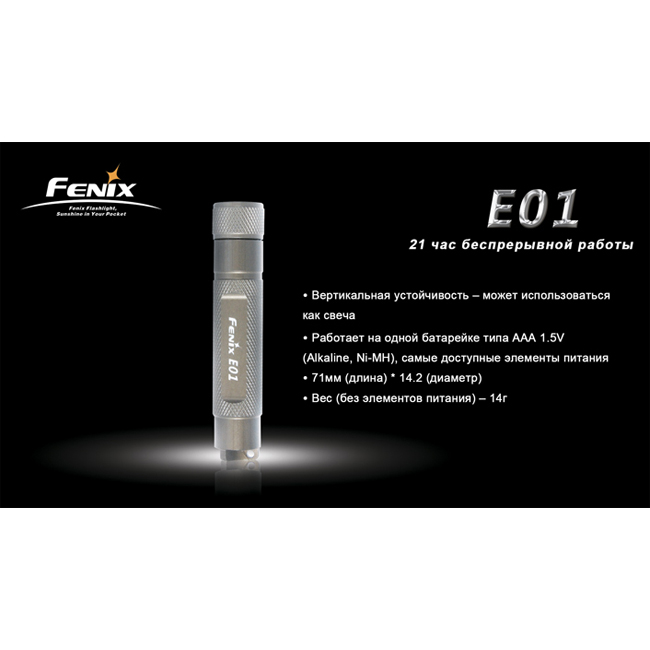 FENIX
Fenix Flashlight,
Sunshine in Your Pocket
E01
21 час беспрерывной работы
FENIX E01
• Вертикальная устойчивость – может использоваться
как свеча
• Работает на одной батарейке типа AAA 1.5V
(Alkaline, Ni-MH), самые доступные элементы питания
• 71мм (длина) * 14.2 (диаметр)
• Вес (без элементов питания) – 14г